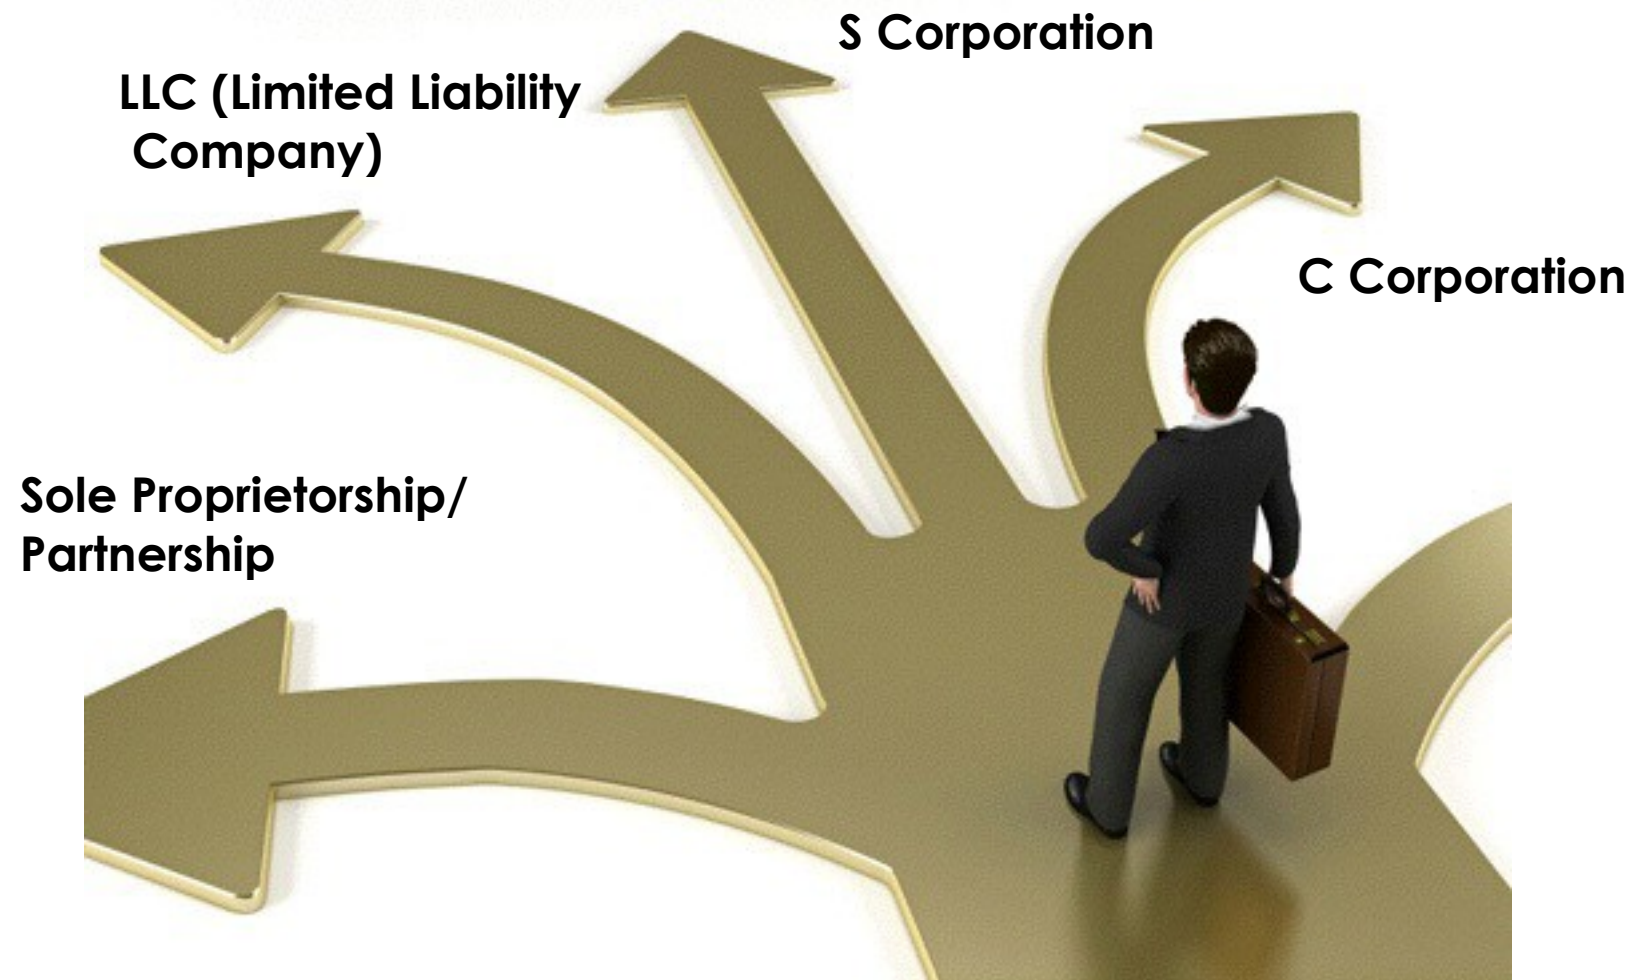 S Corporation
LLC (Limited Liability
Company)
C Corporation
Sole Proprietorship/
Partnership